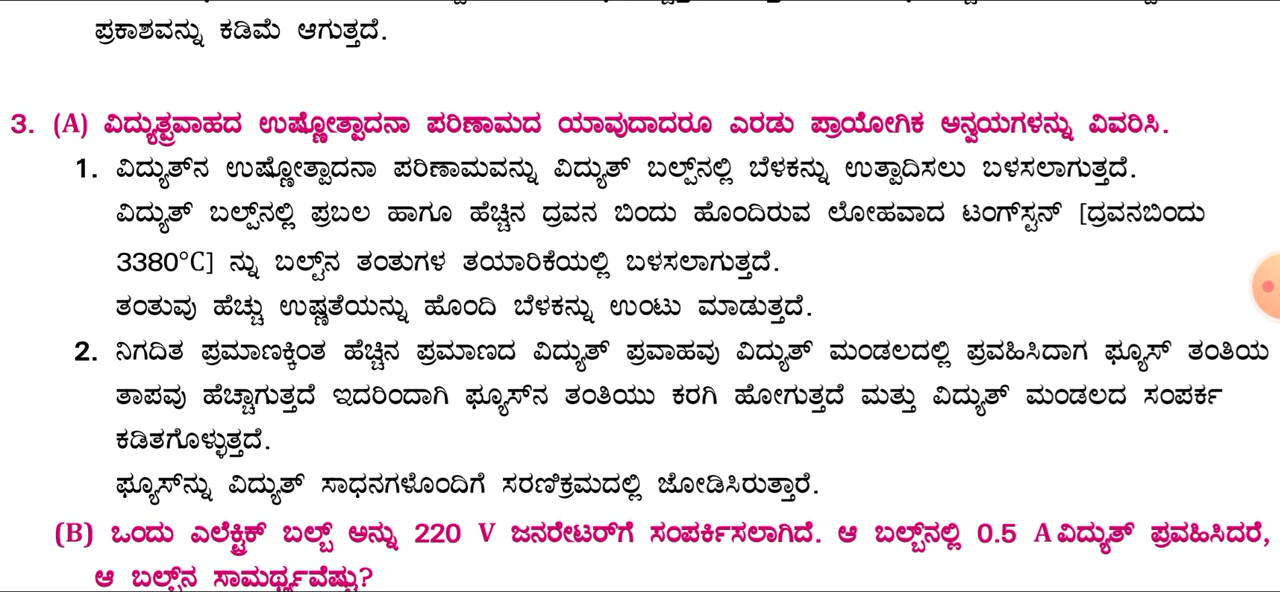 ಪ್ರಕಾಶವನ್ನು ಕಡಿಮೆ ಆಗುತ್ತದೆ.
3. (A) ವಿದ್ಯುತ್ಪ್ರವಾಹದ ಉಷ್ಣೋತ್ಪಾದನಾ ಪರಿಣಾಮದ ಯಾವುದಾದರೂ ಎರಡು ಪ್ರಾಯೋಗಿಕ ಅನ್ವಯಗಳನ್ನು ವಿವರಿಸಿ.
1. ವಿದ್ಯುತ್‌ನ ಉಷ್ಣೋತ್ಪಾದನಾ ಪರಿಣಾಮವನ್ನು ವಿದ್ಯುತ್ ಬಲ್ಬ್‌ನಲ್ಲಿ ಬೆಳಕನ್ನು ಉತ್ಪಾದಿಸಲು ಬಳಸಲಾಗುತ್ತದೆ.
ವಿದ್ಯುತ್ ಬಲ್ಬ್‌ನಲ್ಲಿ ಪ್ರಬಲ ಹಾಗೂ ಹೆಚ್ಚಿನ ದ್ರವನ ಬಿಂದು ಹೊಂದಿರುವ ಲೋಹವಾದ ಟಂಗ್‌ಸ್ಟನ್ [ದ್ರವನಬಿಂದು
3380°C] ನ್ನು ಬಲ್ಬ್‌ನ ತಂತುಗಳ ತಯಾರಿಕೆಯಲ್ಲಿ ಬಳಸಲಾಗುತ್ತದೆ.
ತಂತುವು ಹೆಚ್ಚು ಉಷ್ಣತೆಯನ್ನು ಹೊಂದಿ ಬೆಳಕನ್ನು ಉಂಟು ಮಾಡುತ್ತದೆ.
2. ನಿಗದಿತ ಪ್ರಮಾಣಕ್ಕಿಂತ ಹೆಚ್ಚಿನ ಪ್ರಮಾಣದ ವಿದ್ಯುತ್ ಪ್ರವಾಹವು ವಿದ್ಯುತ್ ಮಂಡಲದಲ್ಲಿ ಪ್ರವಹಿಸಿದಾಗ ಫ್ಯೂಸ್ ತಂತಿಯ
ತಾಪವು ಹೆಚ್ಚಾಗುತ್ತದೆ ಇದರಿಂದಾಗಿ ಫ್ಯೂಸ್‌ನ ತಂತಿಯು ಕರಗಿ ಹೋಗುತ್ತದೆ ಮತ್ತು ವಿದ್ಯುತ್ ಮಂಡಲದ ಸಂಪರ್ಕ
ಕಡಿತಗೊಳ್ಳುತ್ತದೆ.
ಫ್ಯೂಸ್‌ನ್ನು ವಿದ್ಯುತ್ ಸಾಧನಗಳೊಂದಿಗೆ ಸರಣಿಕ್ರಮದಲ್ಲಿ ಜೋಡಿಸಿರುತ್ತಾರೆ.
(B) ಒಂದು ಎಲೆಕ್ಟ್ರಿಕ್ ಬಲ್ಬ್ ಅನ್ನು 220 V ಜನರೇಟರ್‌ಗೆ ಸಂಪರ್ಕಿಸಲಾಗಿದೆ. ಆ ಬಲ್ಬ್‌ನಲ್ಲಿ 0.5 A ವಿದ್ಯುತ್ ಪ್ರವಹಿಸಿದರೆ,
ಆ ಬಲ್ಬ್‌ನ ಸಾಮರ್ಥ್ಯವೆಷ್ಟು?